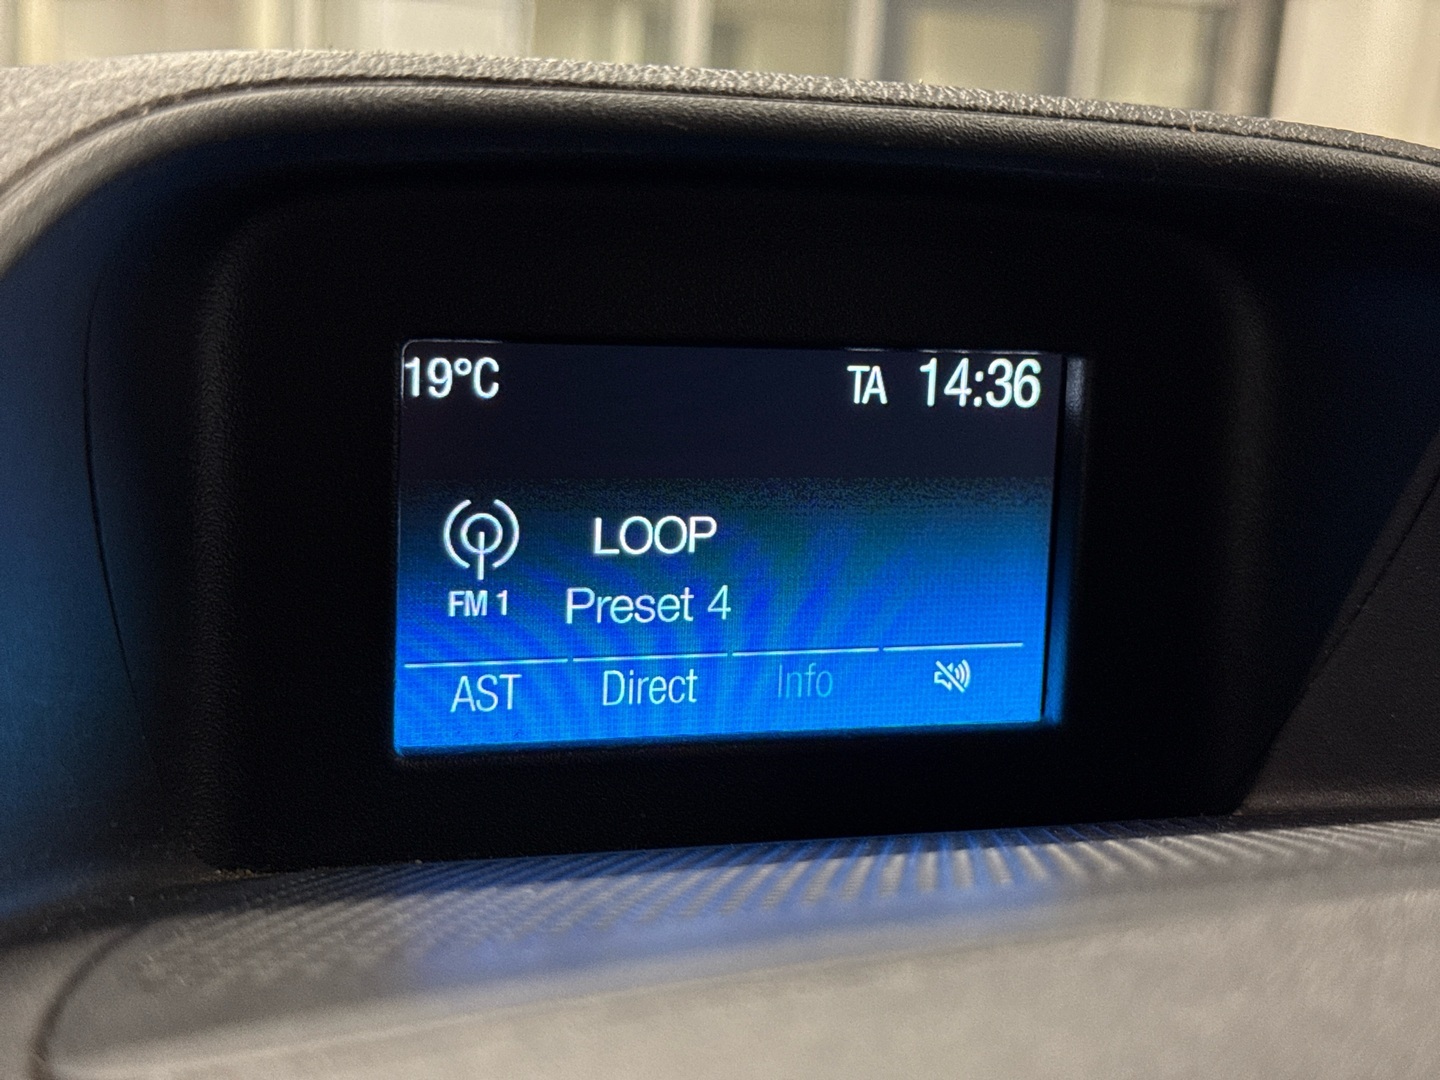 19°C TA 14:36
LOOP
FM 1 Preset 4
AST Direct Info